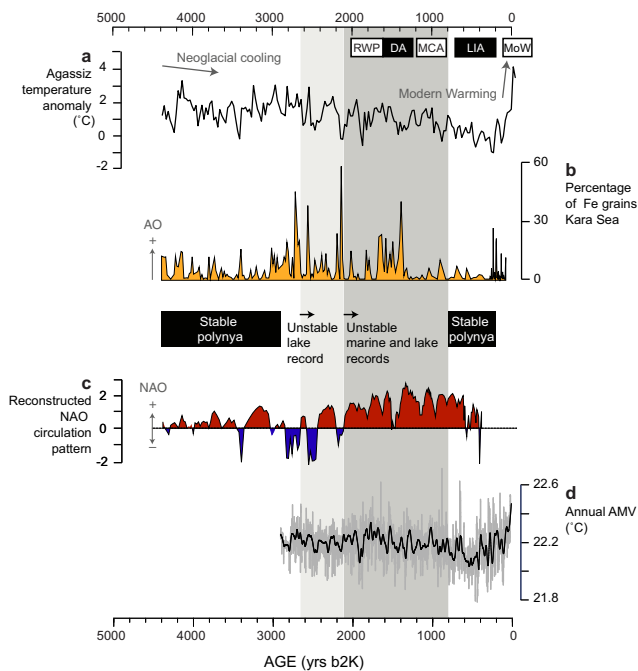 5000 4000 3000 2000 1000 0
RWP DA MCA LIA MoW
a
Agassiz
temperature
anomaly
(˚C)
4
2
0
-2
Neoglacial cooling
Modern Warming
60
30
0
b
Percentage
of Fe grains
Kara Sea
AO
+
Stable
polynya
Unstable
lake
record
Unstable
marine and lake
records
Stable
polynya
c
Reconstructed
NAO
circulation
pattern
NAO
+
–
2
0
-2
22.6
22.2
21.8
d
Annual AMV
(˚C)
5000 4000 3000 2000 1000 0
AGE (yrs b2K)